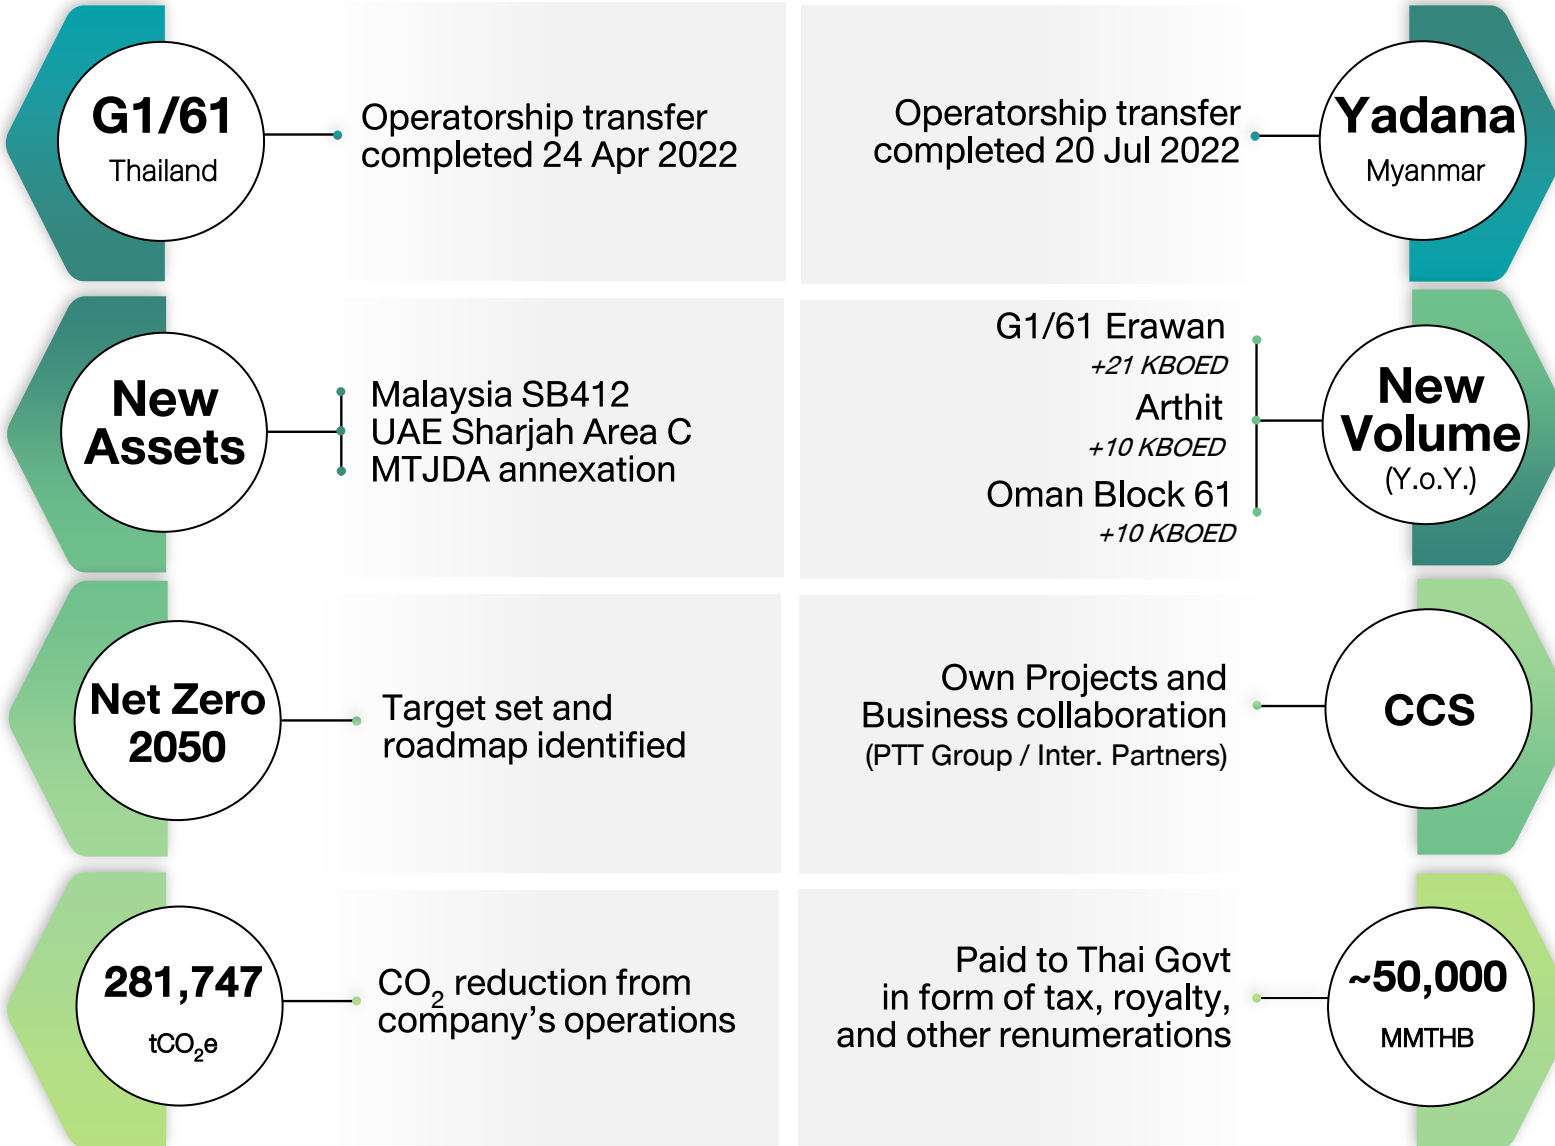 G1/61
Thailand
Operatorship transfer
completed 24 Apr 2022
Operatorship transfer
completed 20 Jul 2022
Yadana
Myanmar
New
Assets
Malaysia SB412
UAE Sharjah Area C
MTJDA annexation
G1/61 Erawan
+21 KBOED
Arthit
+10 KBOED
Oman Block 61
+10 KBOED
New
Volume
(Y.o.Y.)
Net Zero
2050
Target set and
roadmap identified
Own Projects and
Business collaboration
(PTT Group / Inter. Partners)
CCS
281,747
tCO₂e
CO₂ reduction from
company’s operations
Paid to Thai Govt
in form of tax, royalty,
and other renumerations
~50,000
MMTHB